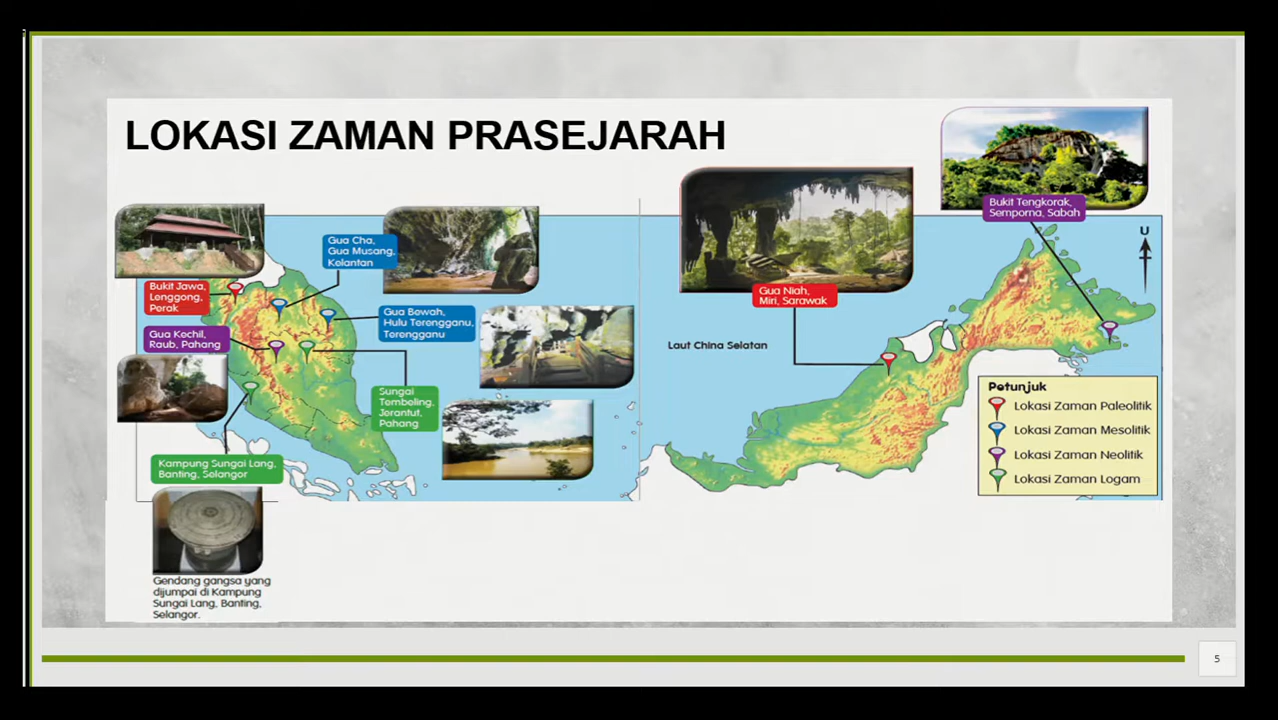 LOKASI ZAMAN PRASEJARAH
Bukit Tengkorak,
Semporna, Sabah
U
Gua Cha,
Gua Musang,
Kelantan
Bukit Jawa,
Lenggong,
Perak
Gua Niah,
Miri, Sarawak
Gua Bewah,
Hulu Terengganu,
Terengganu
Gua Kechil,
Raub, Pahang
Laut China Selatan
Sungai
Tembeling,
Jerantut,
Pahang
Petunjuk
Lokasi Zaman Paleolitik
Lokasi Zaman Mesolitik
Lokasi Zaman Neolitik
Lokasi Zaman Logam
Kampung Sungai Lang,
Banting, Selangor
Gendang gangsa yang
dijumpai di Kampung
Sungai Lang, Banting,
Selangor.
5